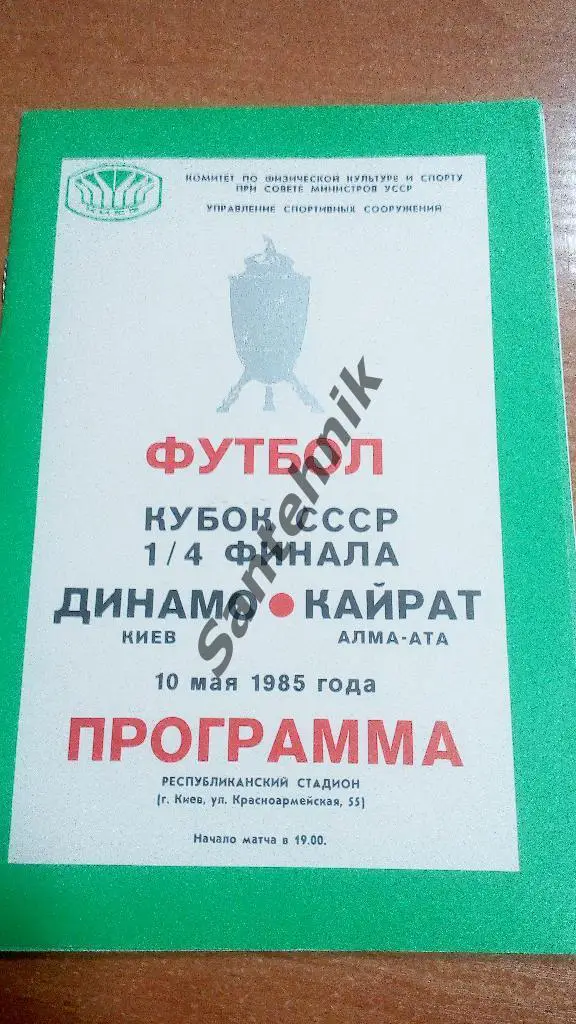 КОМИТЕТ ПО ФИЗИЧЕСКОЙ КУЛЬТУРЕ И СПОРТУ
ПРИ СОВЕТЕ МИНИСТРОВ УССР
УПРАВЛЕНИЕ СПОРТИВНЫХ СООРУЖЕНИЙ
ФУТБОЛ
КУБОК СССР
1/4 ФИНАЛА
ДИНАМО • КАЙРАТ
КИЕВ АЛМА-АТА
10 мая 1985 года
ПРОГРАММА
РЕСПУБЛИКАНСКИЙ СТАДИОН
(г. Киев, ул. Красноармейская, 55)
Начало матча в 19.00.
Santehnik